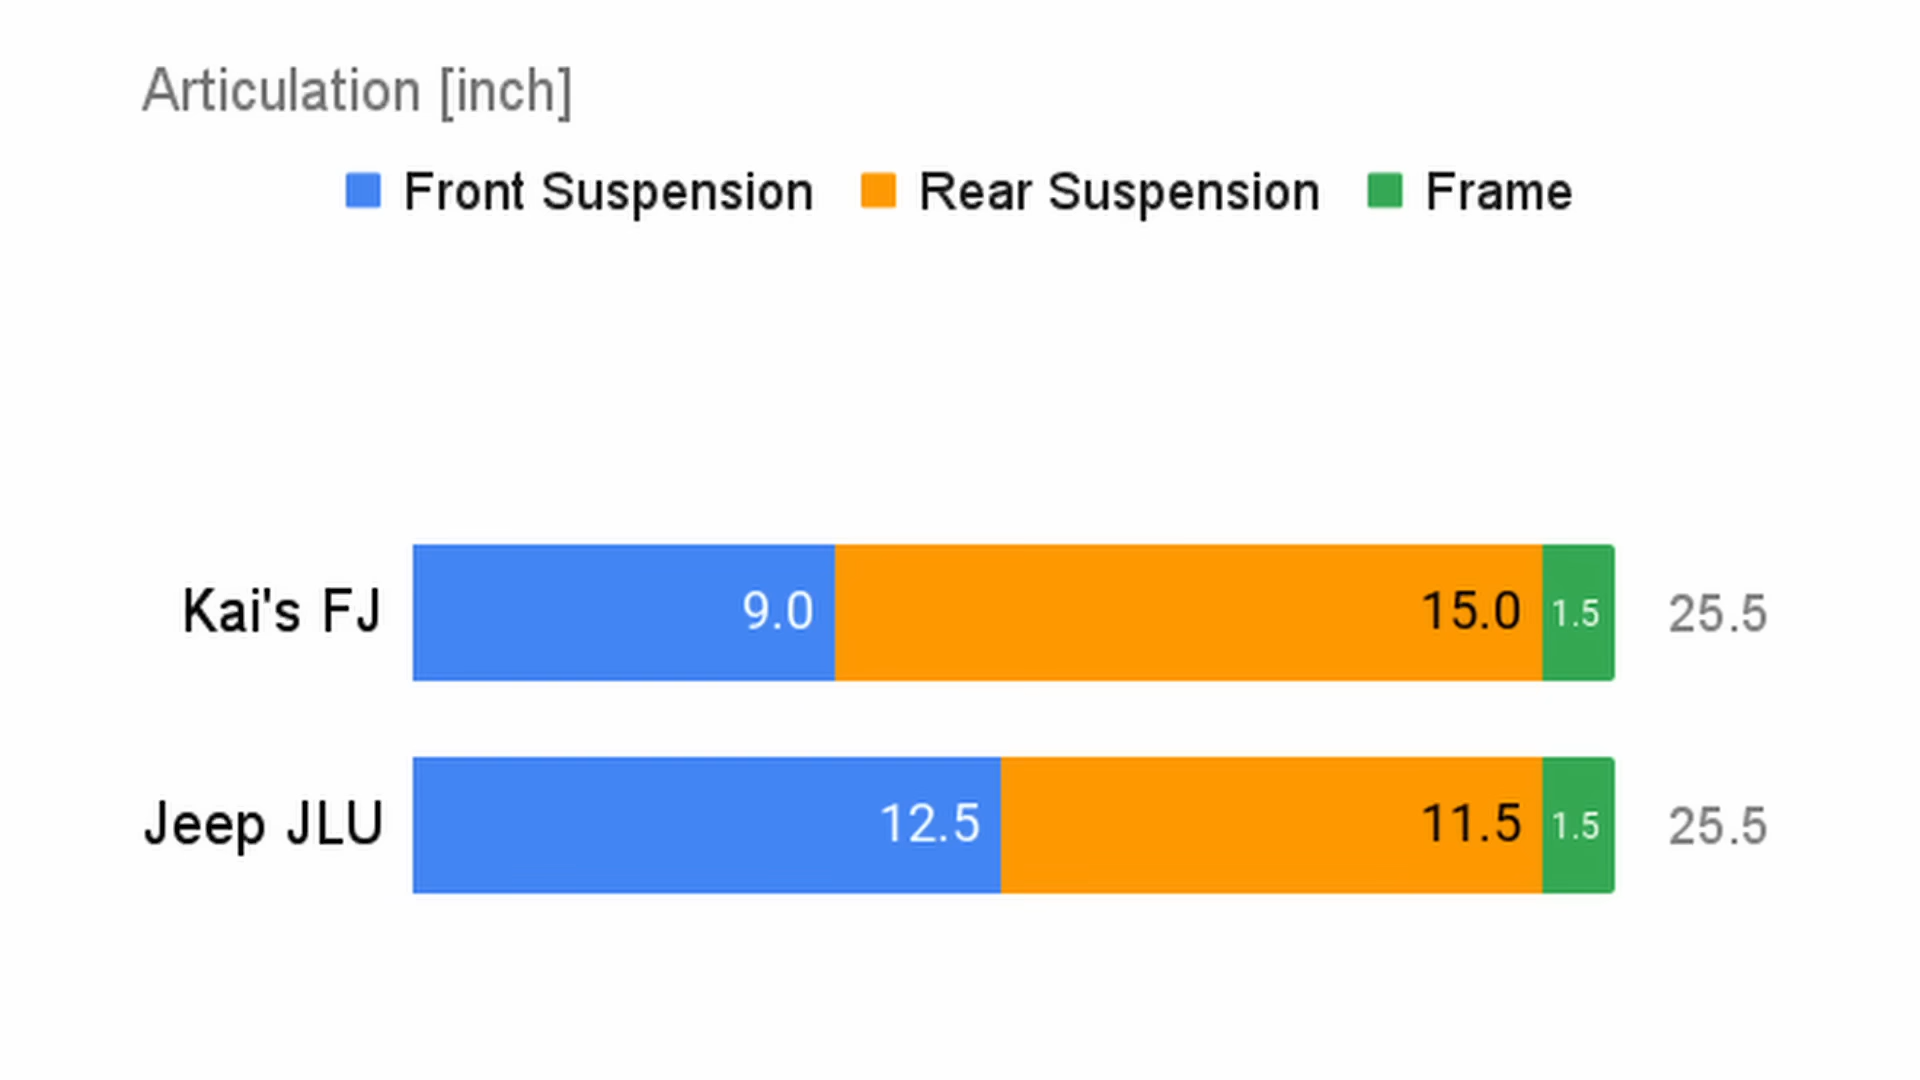 Articulation [inch]
Front Suspension Rear Suspension Frame
Kai's FJ 9.0 15.0 1.5 25.5
Jeep JLU 12.5 11.5 1.5 25.5